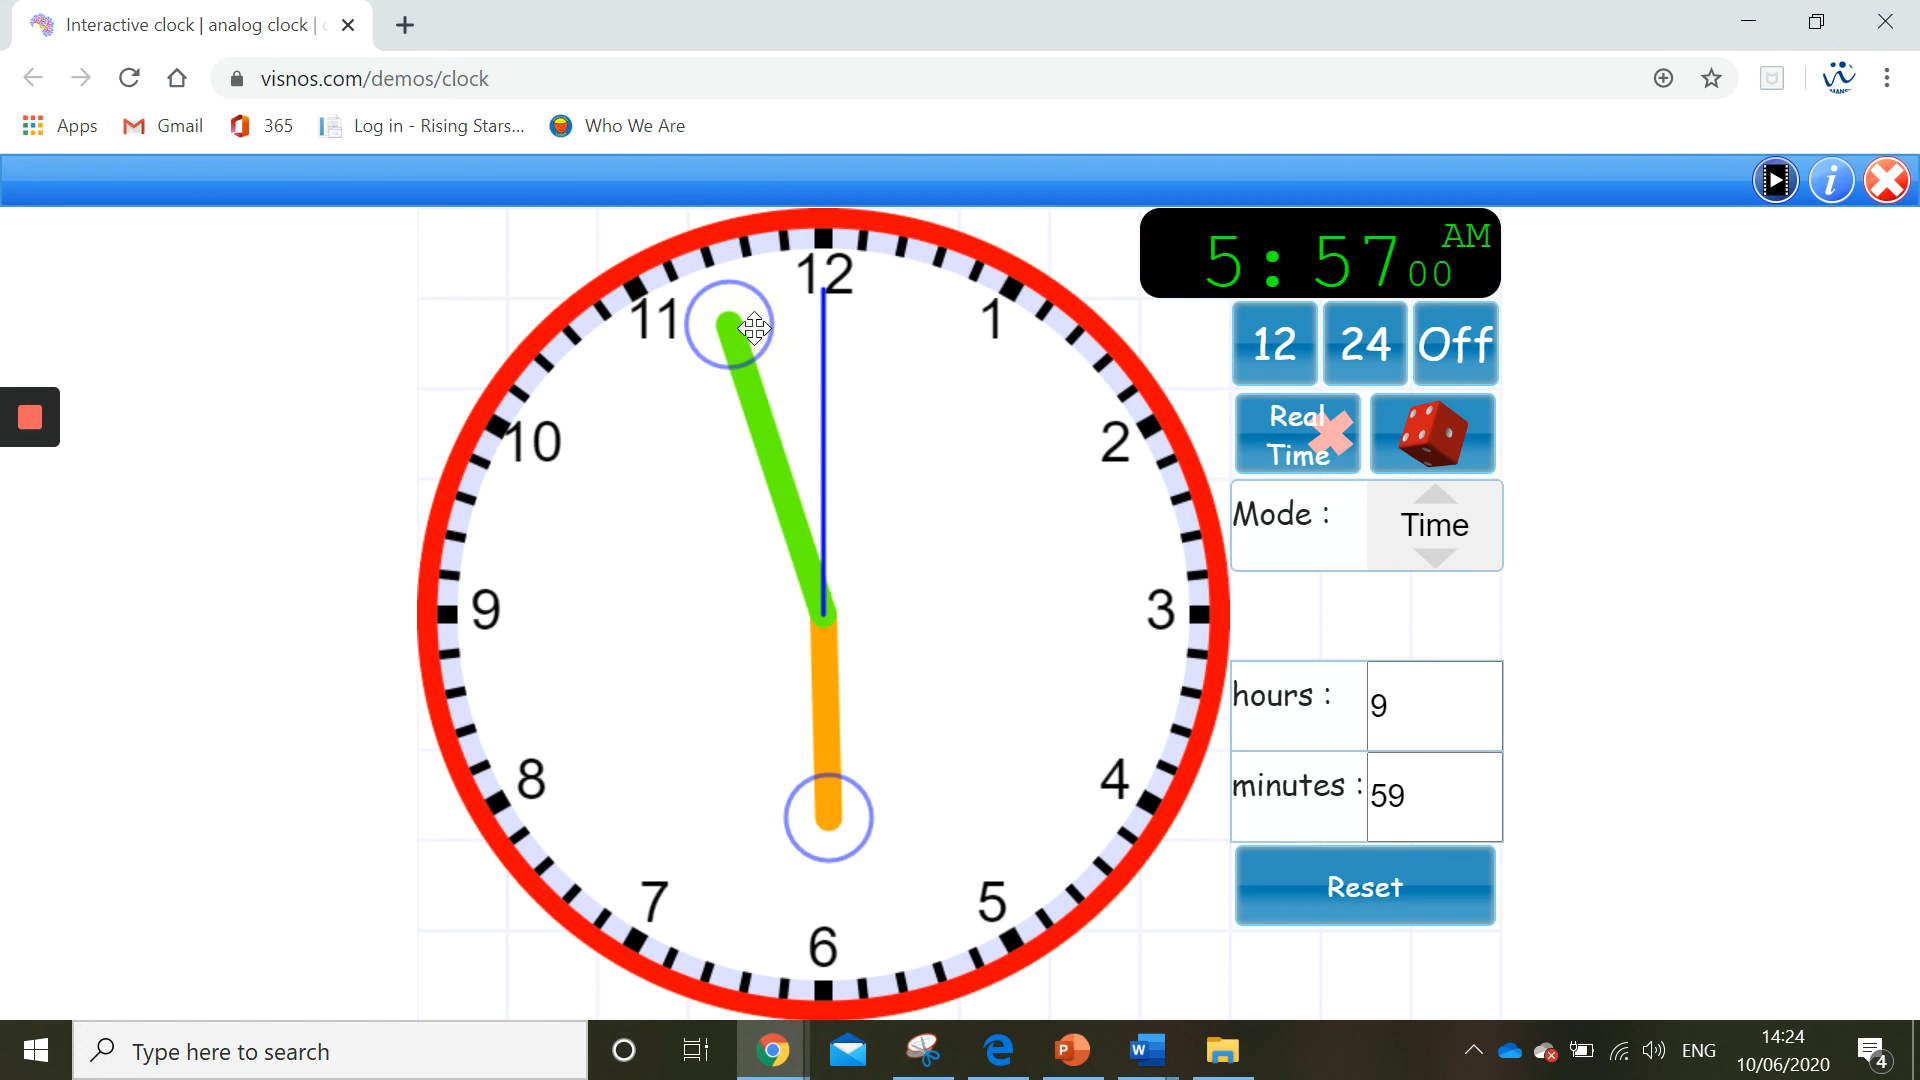 Interactive clock | analog clock |
visnos.com/demos/clock
Apps
Gmail
365
Log in - Rising Stars...
Who We Are
5:57 00 AM
12
24
Off
Real
Time
Mode :
Time
hours :
9
minutes :
59
Reset
12
11
1
10
2
9
3
8
4
7
5
6
Type here to search
ENG
14:24
10/06/2020
4